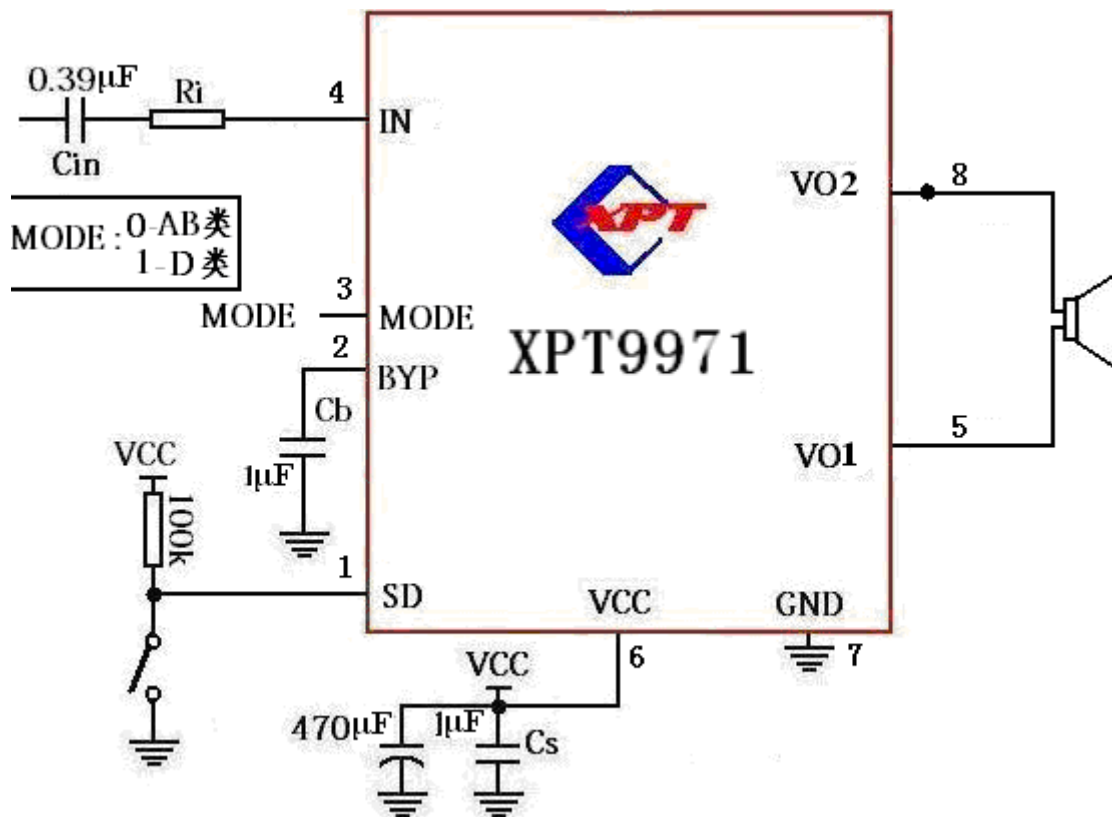 0.39µF
Ri
4
IN
Cin
MODE : 0-AB类
1-D 类
XPT
VO2
8
3
MODE
MODE
XPT9971
2
BYP
Cb
1µF
VO1
5
VCC
100k
1
SD
VCC
GND
6
7
VCC
470µF
1µF
Cs